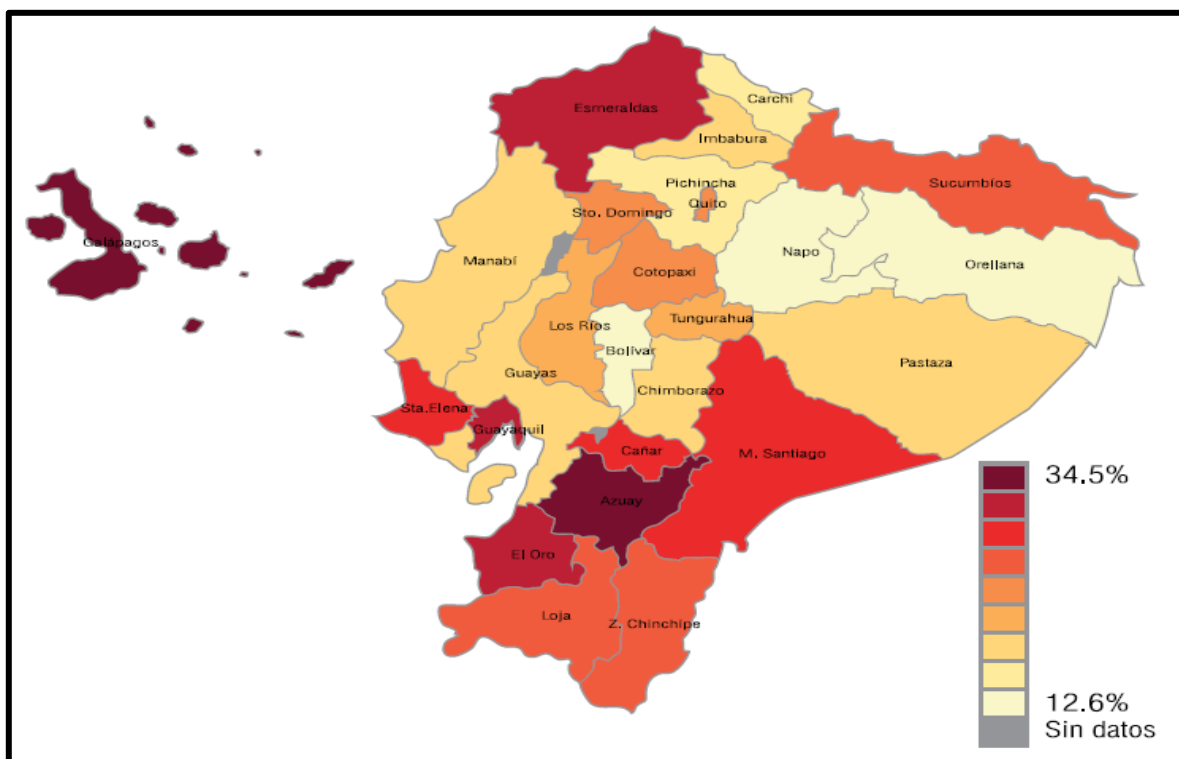 Carchi
Esmeraldas
Imbabura
Pichincha
Sucumbíos
Quito
Sto. Domingo
Galápagos
Napo
Manabí
Orellana
Cotopaxi
Los Ríos
Tungurahua
Bolívar
Pastaza
Guayas
Chimborazo
Sta.Elena
Guayaquil
Cañar
M. Santiago
34.5%
Azuay
El Oro
Loja
Z. Chinchipe
12.6%
Sin datos